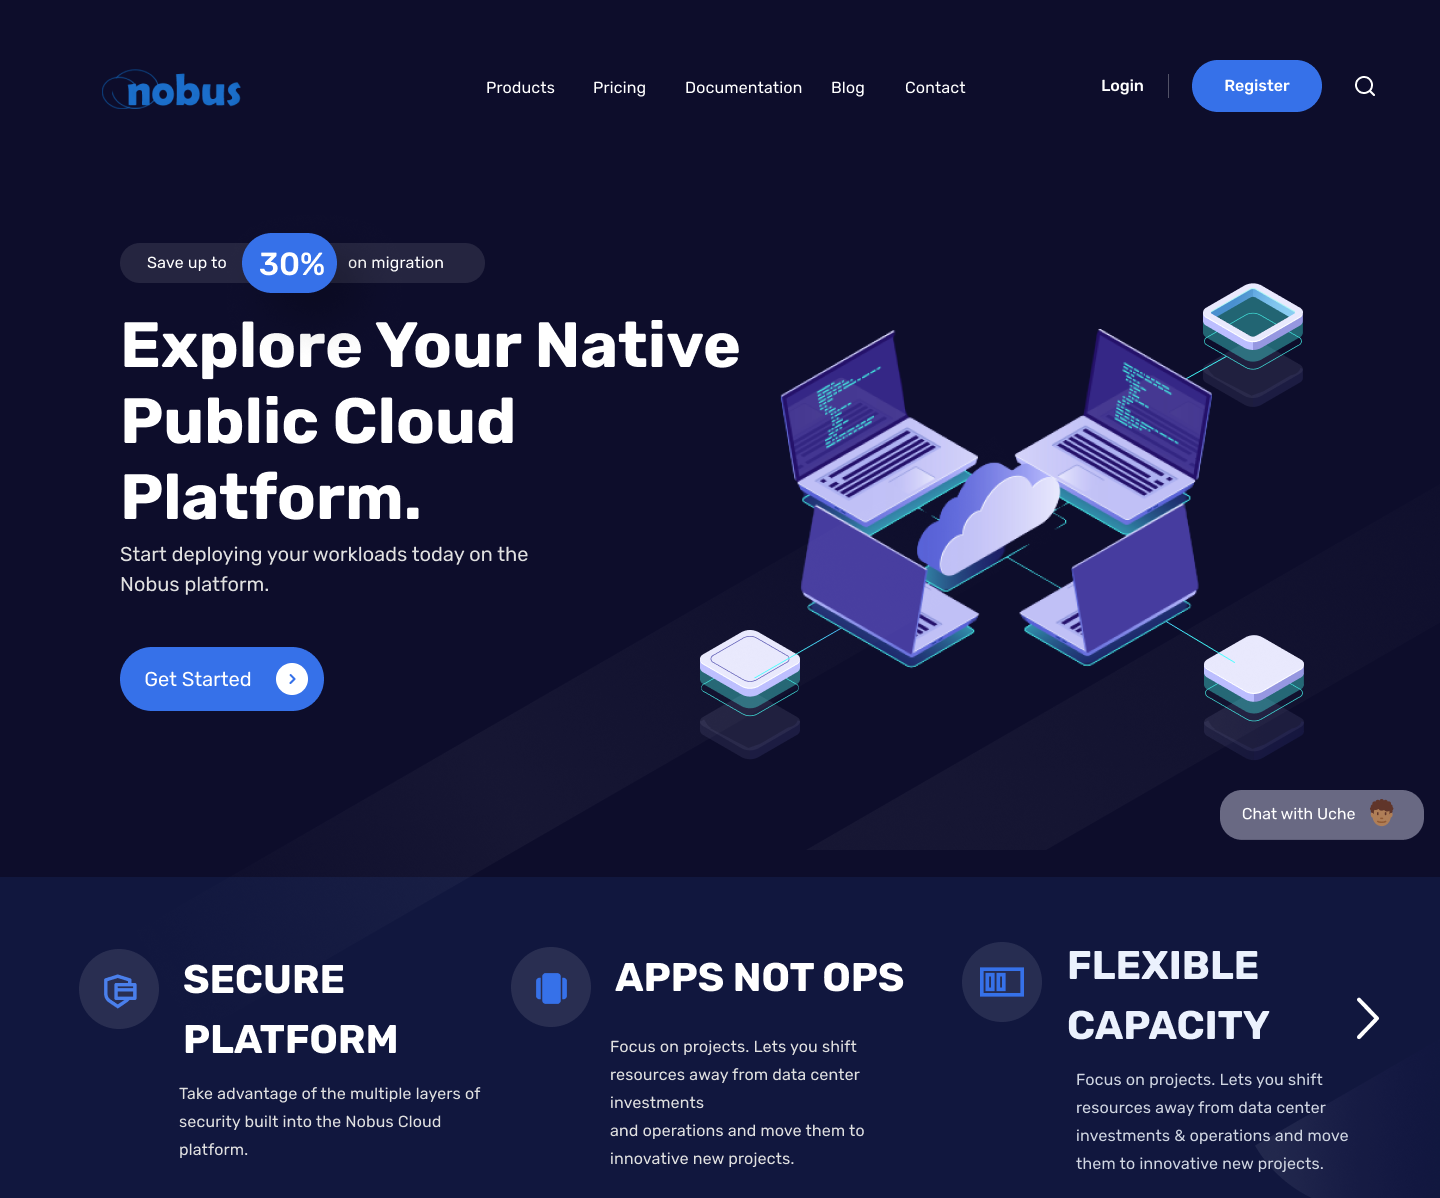 nobus
Products
Pricing
Documentation
Blog
Contact
Login
Register
Save up to 30% on migration
Explore Your Native
Public Cloud
Platform.
Start deploying your workloads today on the
Nobus platform.
Get Started
Chat with Uche
SECURE
PLATFORM
Take advantage of the multiple layers of
security built into the Nobus Cloud
platform.
APPS NOT OPS
Focus on projects. Lets you shift
resources away from data center
investments
and operations and move them to
innovative new projects.
FLEXIBLE
CAPACITY
Focus on projects. Lets you shift
resources away from data center
investments & operations and move
them to innovative new projects.